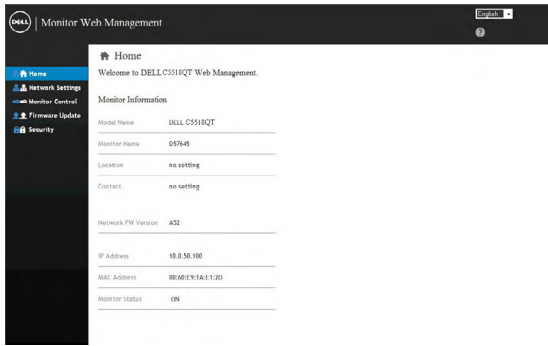 DELL
Monitor Web Management
English
?
Home
Network Settings
Monitor Control
Firmware Update
Security
Home
Welcome to DELL C5518QT Web Management.
Monitor Information
Model Name DELL C5518QT
Monitor Name D57645
Location no setting
Contact no setting
Network FW Version A52
IP Address 10.0.50.100
MAC Address
Monitor Status ON